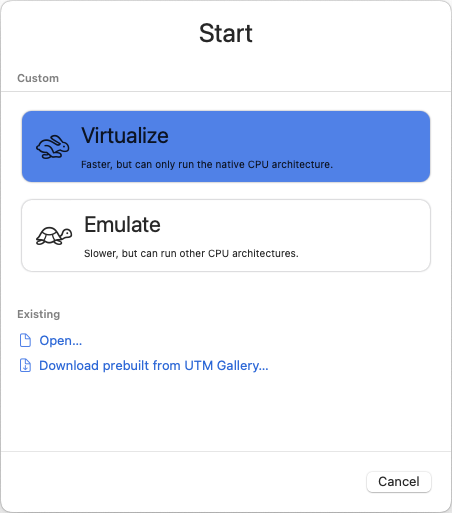 Start
Custom
Virtualize
Faster, but can only run the native CPU architecture.
Emulate
Slower, but can run other CPU architectures.
Existing
Open...
Download prebuilt from UTM Gallery...
Cancel